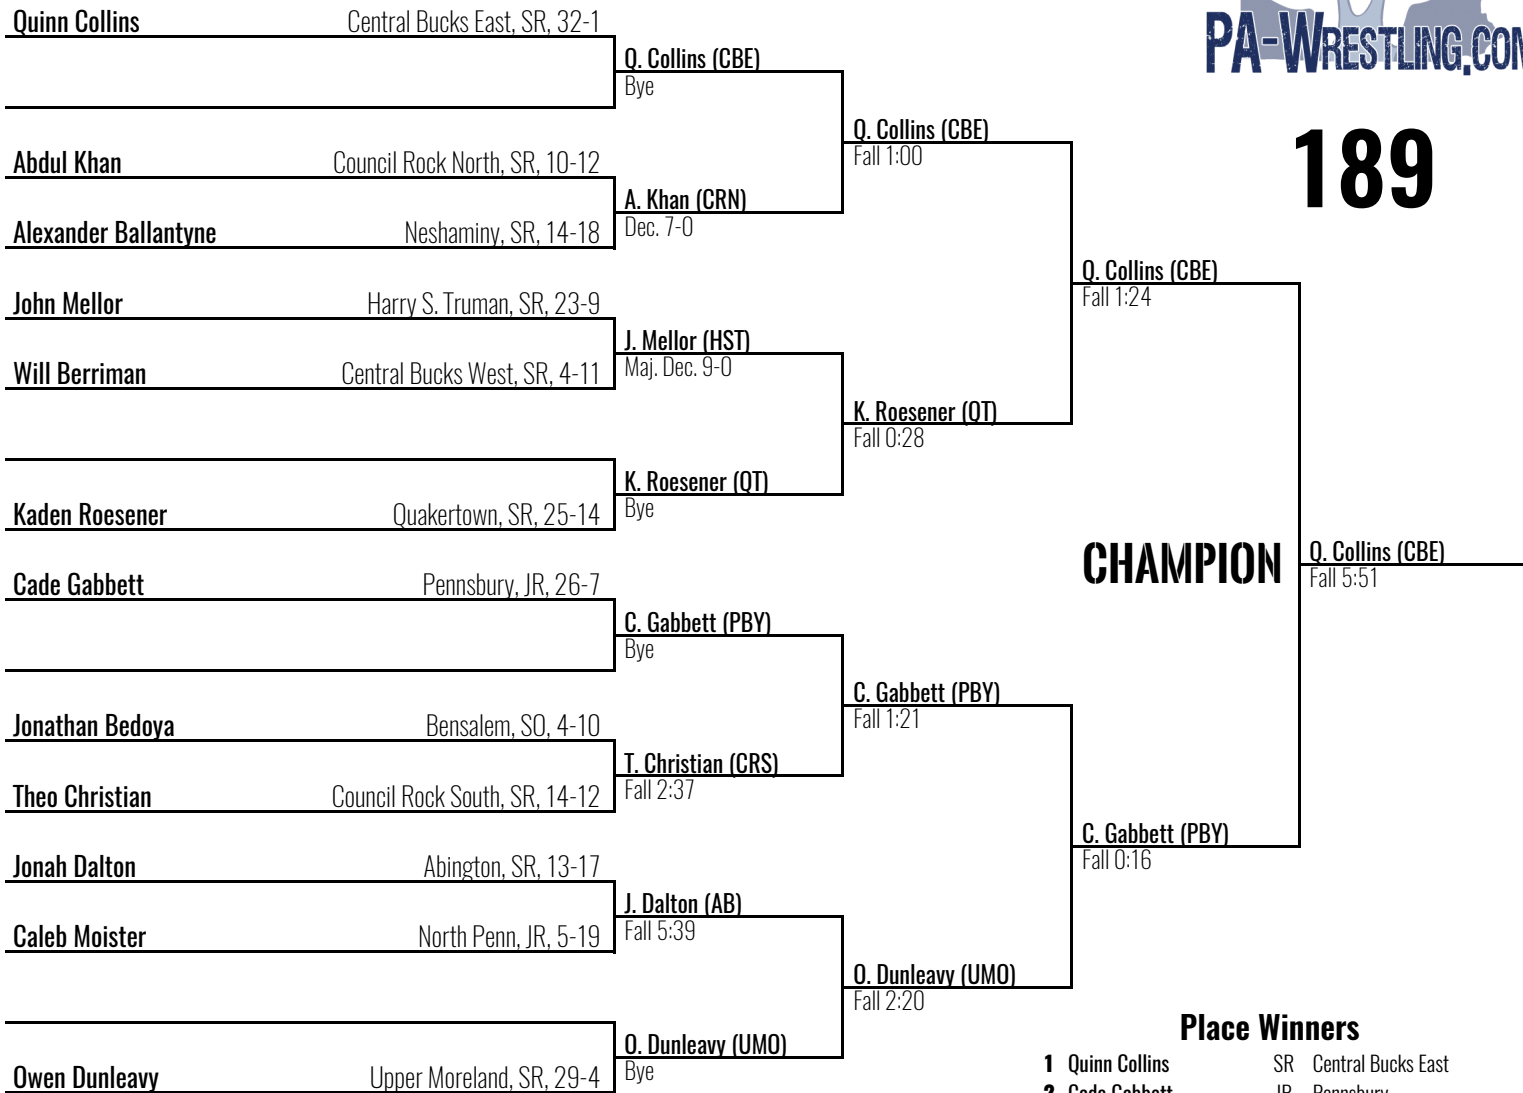 Quinn Collins Central Bucks East, SR, 32-1
Q. Collins (CBE)
Bye
Abdul Khan Council Rock North, SR, 10-12
A. Khan (CRN)
Dec. 7-0
Alexander Ballantyne Neshaminy, SR, 14-18
Q. Collins (CBE)
Fall 1:00
John Mellor Harry S. Truman, SR, 23-9
J. Mellor (HST)
Maj. Dec. 9-0
Will Berriman Central Bucks West, SR, 4-11
K. Roesener (QT)
Fall 0:28
K. Roesener (QT)
Bye
Kaden Roesener Quakertown, SR, 25-14
Q. Collins (CBE)
Fall 1:24
Cade Gabbett Pennsbury, JR, 26-7
C. Gabbett (PBY)
Bye
Jonathan Bedoya Bensalem, SO, 4-10
T. Christian (CRS)
Fall 2:37
Theo Christian Council Rock South, SR, 14-12
C. Gabbett (PBY)
Fall 1:21
Jonah Dalton Abington, SR, 13-17
J. Dalton (AB)
Fall 5:39
Caleb Moister North Penn, JR, 5-19
O. Dunleavy (UMO)
Fall 2:20
O. Dunleavy (UMO)
Bye
Owen Dunleavy Upper Moreland, SR, 29-4
C. Gabbett (PBY)
Fall 0:16
PA-WRESTLING.COM
189
CHAMPION
Q. Collins (CBE)
Fall 5:51
Place Winners
1 Quinn Collins SR Central Bucks East
2 Cade Gabbett JR Pennsbury